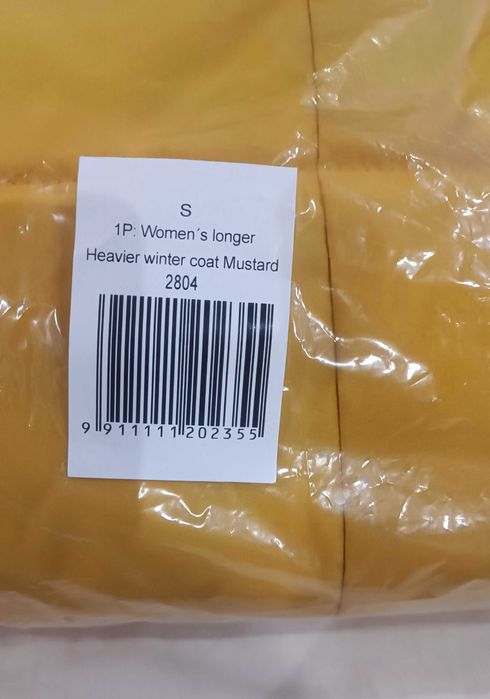 S
1P: Women´s longer
Heavier winter coat Mustard
2804
9 911111 202355